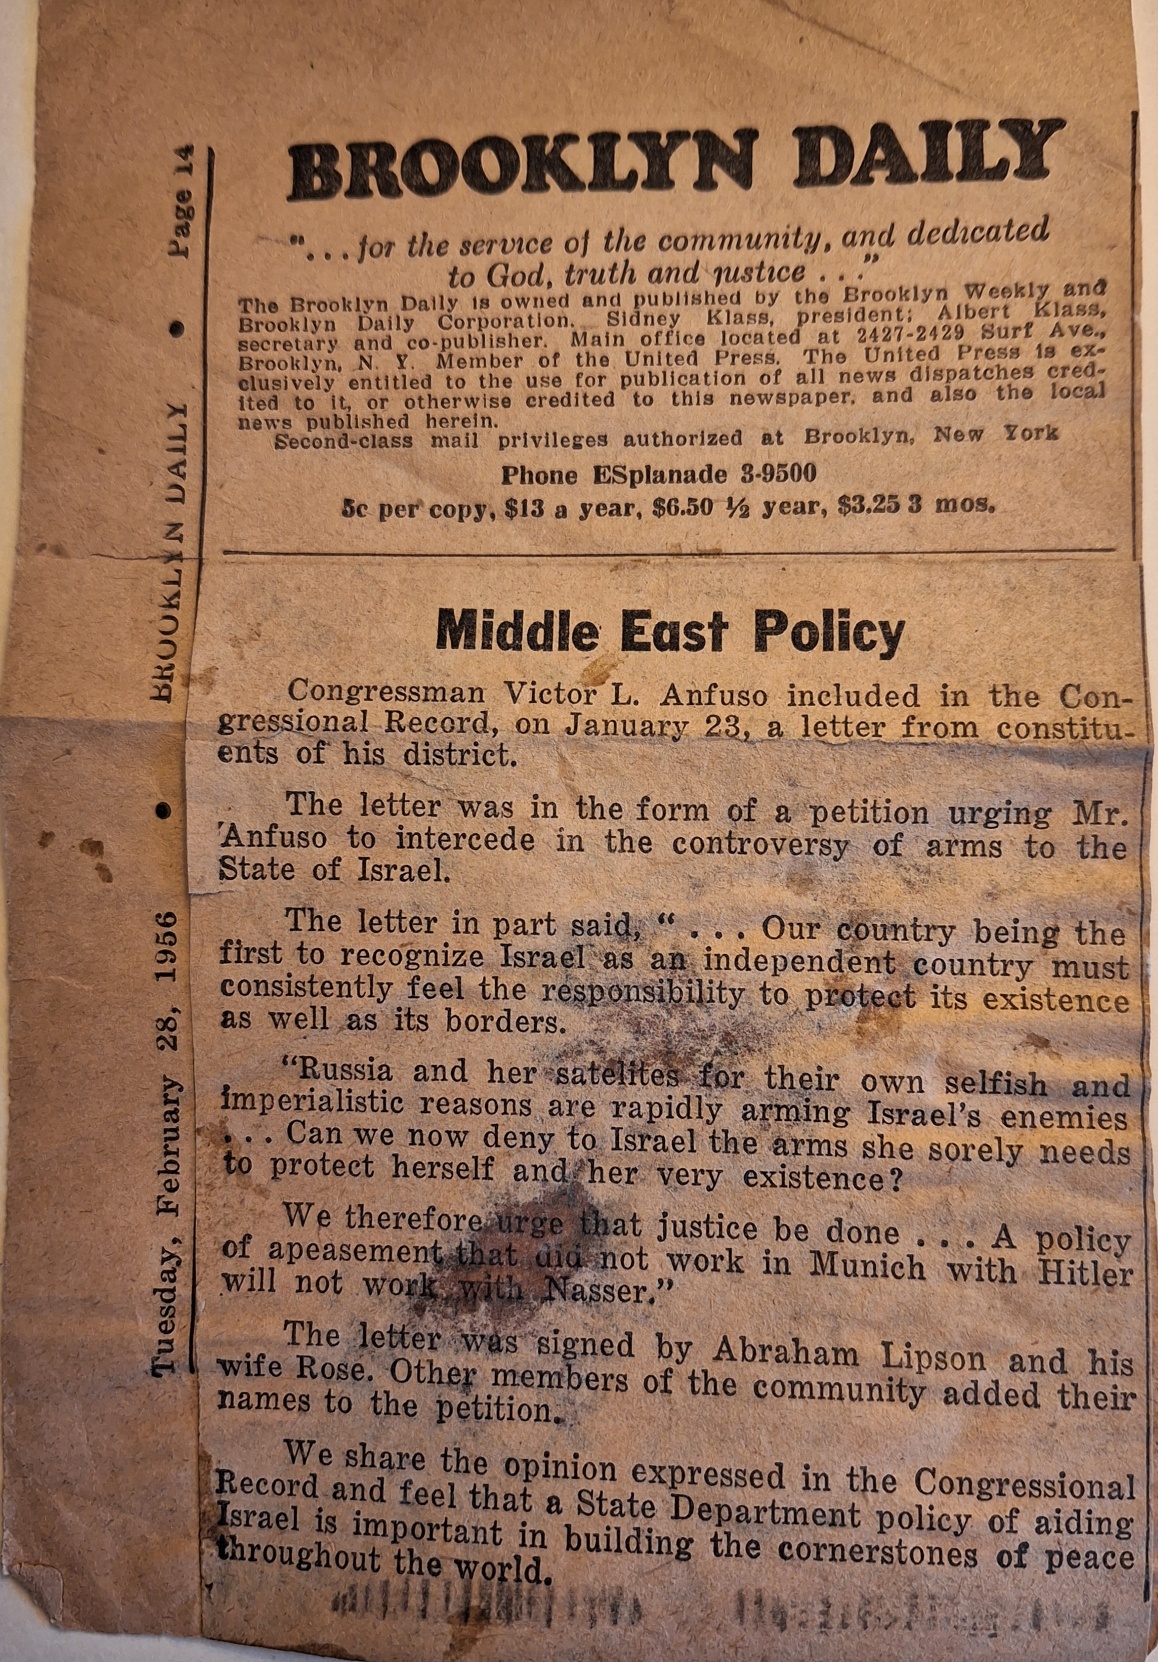 BROOKLYN DAILY
"...for the service of the community, and dedicated
to God, truth and justice . . ."
The Brooklyn Daily is owned and published by the Brooklyn Weekly and
Brooklyn Daily Corporation. Sidney Klass, president; Albert Klass,
secretary and co-publisher. Main office located at 2427-2429 Surf Ave.,
Brooklyn, N. Y. Member of the United Press. The United Press is ex-
clusively entitled to the use for publication of all news dispatches cred-
ited to it, or otherwise credited to this newspaper, and also the local
news published herein.
Second-class mail privileges authorized at Brooklyn, New York
Phone ESplanade 3-9500
5c per copy, $13 a year, $6.50 ½ year, $3.25 3 mos.
Tuesday, February 28, 1956 • BROOKLYN DAILY • Page 14
Middle East Policy
Congressman Victor L. Anfuso included in the Con-
gressional Record, on January 23, a letter from constitu-
ents of his district.
The letter was in the form of a petition urging Mr.
Anfuso to intercede in the controversy of arms to the
State of Israel.
The letter in part said, " . . . Our country being the
first to recognize Israel as an independent country must
consistently feel the responsibility to protect its existence
as well as its borders.
"Russia and her satelites for their own selfish and
imperialistic reasons are rapidly arming Israel's enemies
. . . Can we now deny to Israel the arms she sorely needs
to protect herself and her very existence?
We therefore urge that justice be done . . . A policy
of apeasement that did not work in Munich with Hitler
will not work with Nasser."
The letter was signed by Abraham Lipson and his
wife Rose. Other members of the community added their
names to the petition.
We share the opinion expressed in the Congressional
Record and feel that a State Department policy of aiding
Israel is important in building the cornerstones of peace
throughout the world.